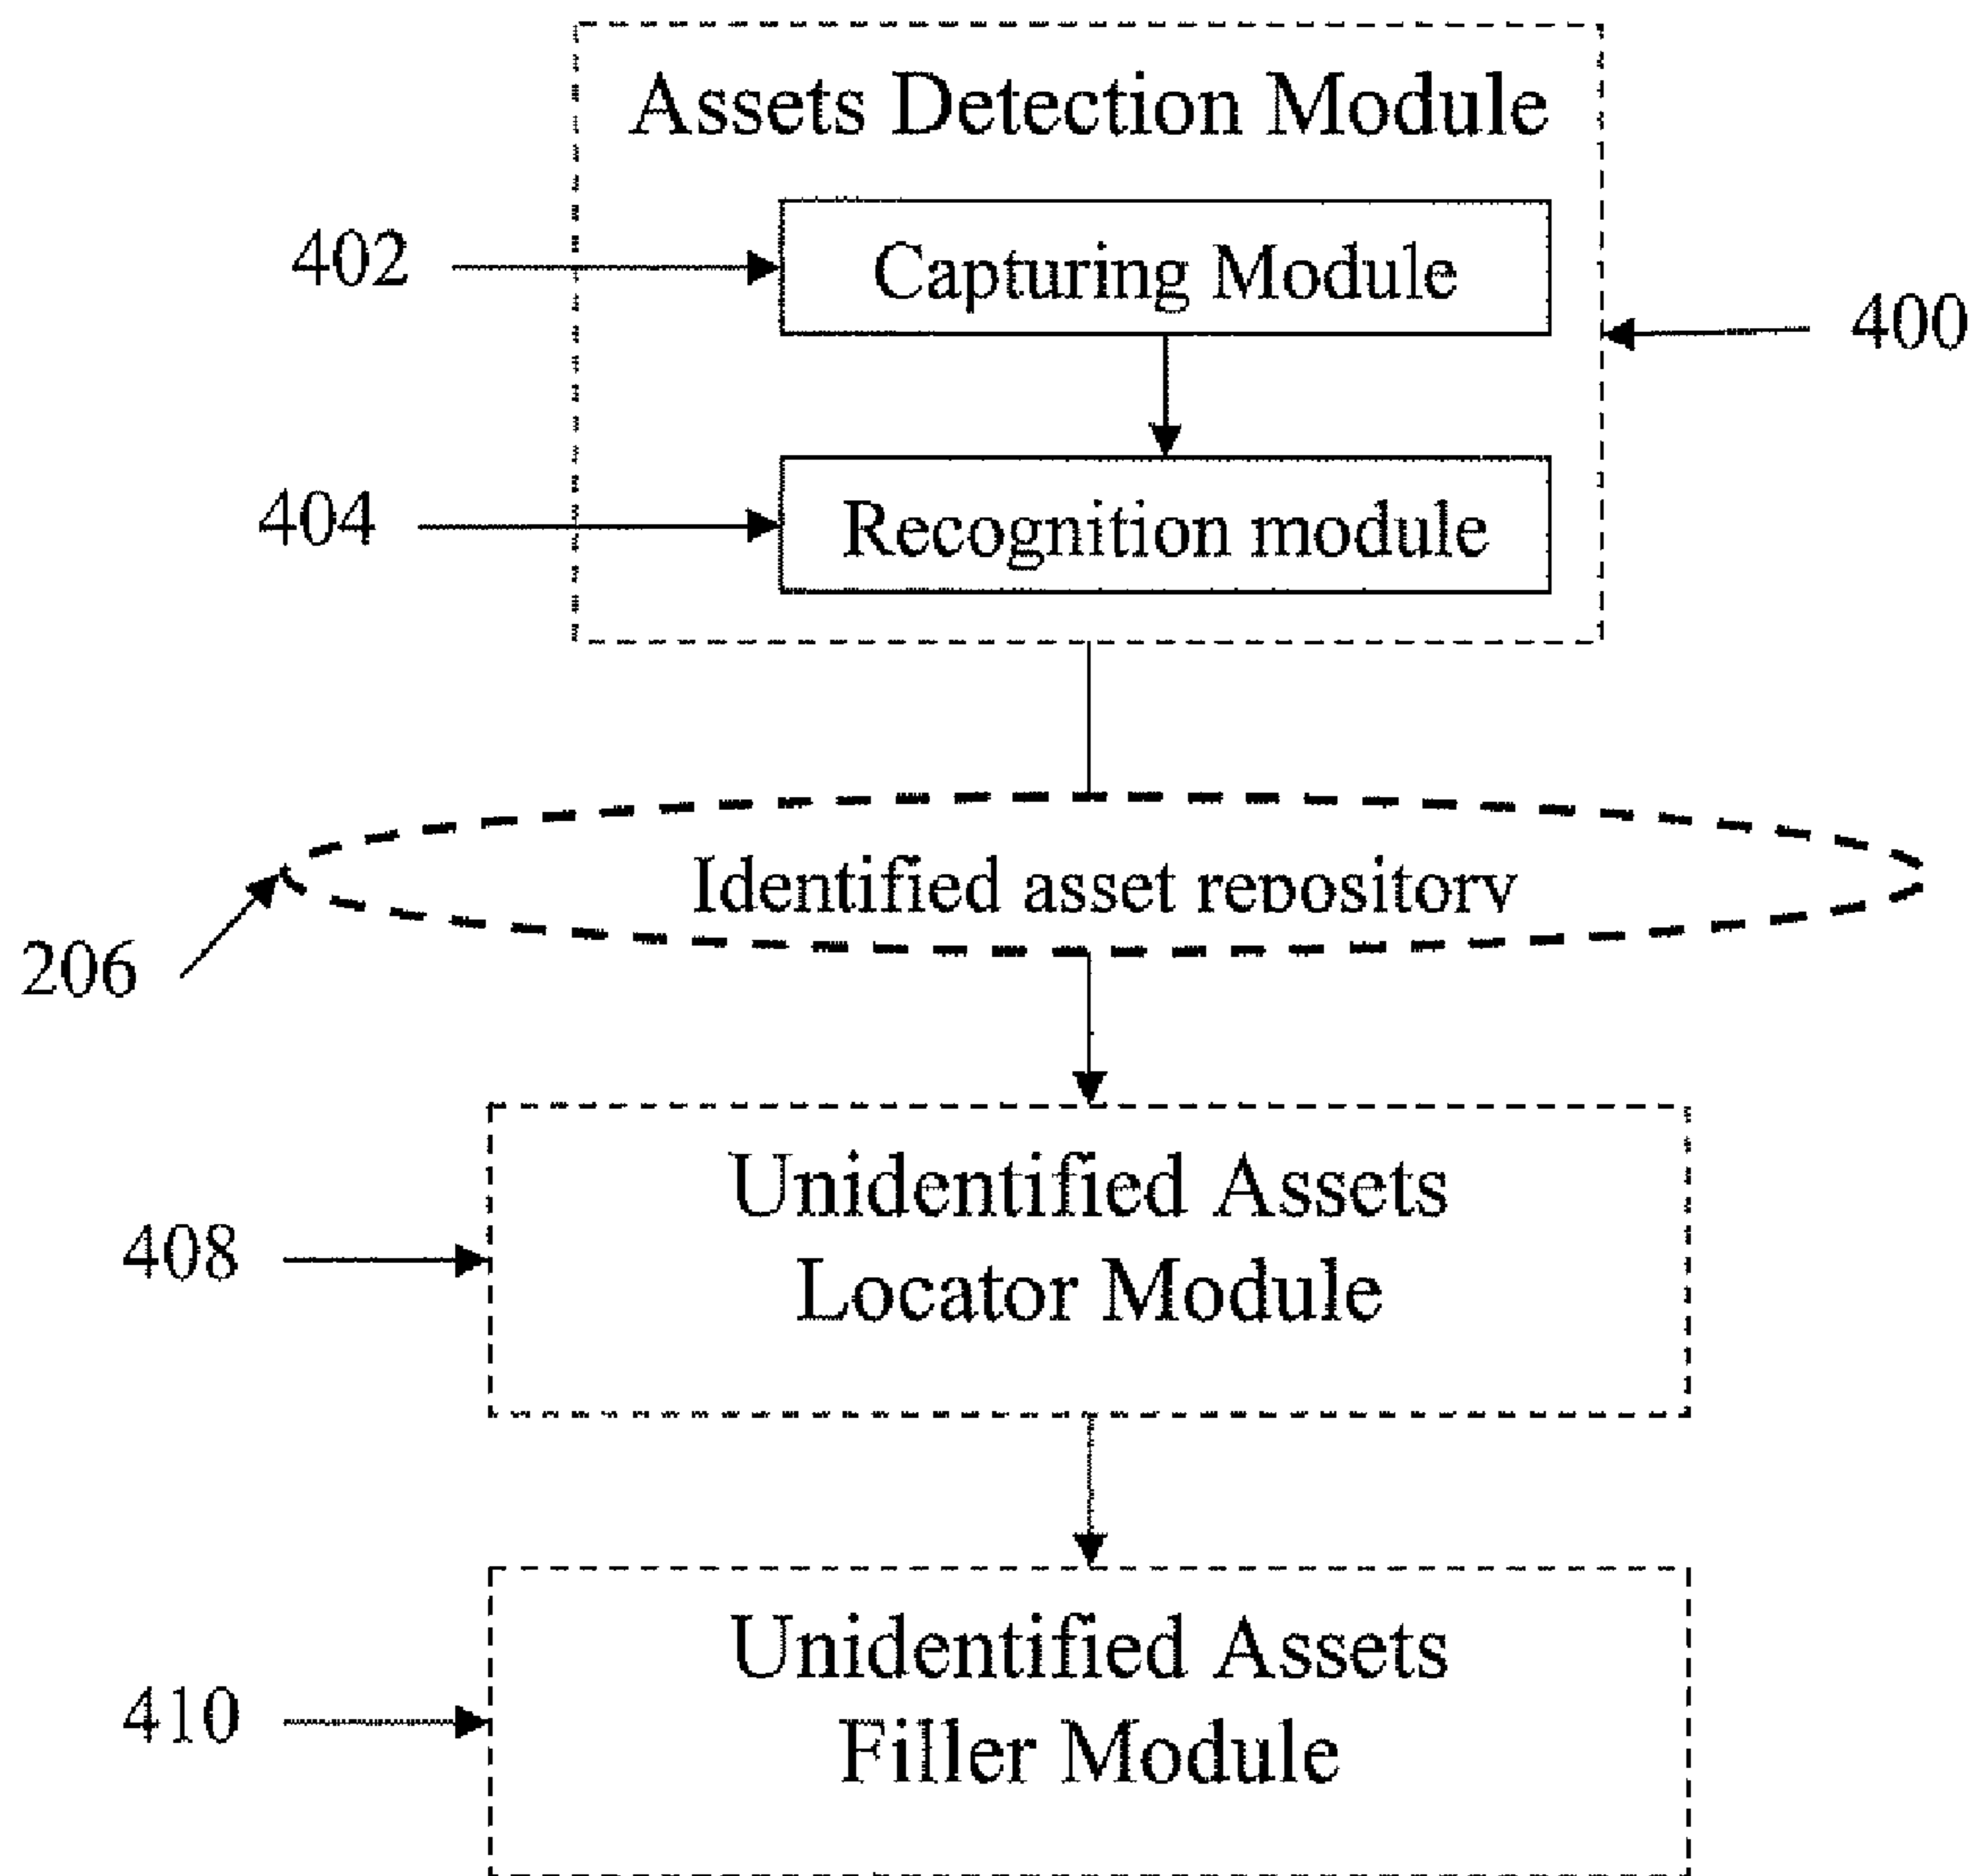 Assets Detection Module
402
Capturing Module
400
404
Recognition module
Identified asset repository
206
Unidentified Assets
408
Locator Module
Unidentified Assets
410
Filler Module